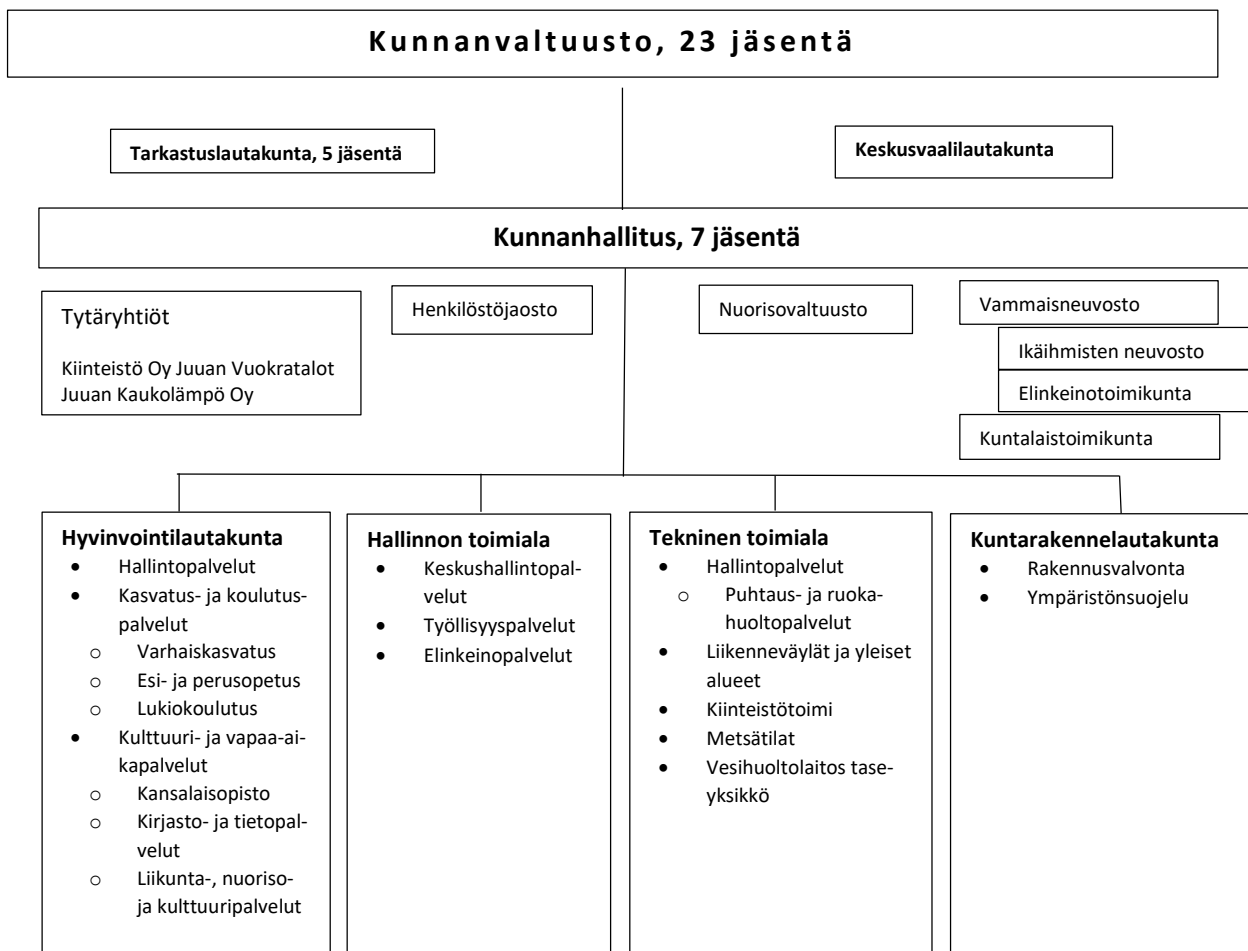 Kunnanvaltuusto, 23 jäsentä
Tarkastuslautakunta, 5 jäsentä
Keskusvaalilautakunta
Kunnanhallitus, 7 jäsentä
Tytäryhtiöt
Kiinteistö Oy Juuan Vuokratalot
Juuan Kaukolämpö Oy
Henkilöstöjaosto
Nuorisovaltuusto
Vammaisneuvosto
Ikäihmisten neuvosto
Elinkeinotoimikunta
Kuntalaistoimikunta
Hyvinvointilautakunta
• Hallintopalvelut
• Kasvatus- ja koulutus-
palvelut
o Varhaiskasvatus
o Esi- ja perusopetus
o Lukiokoulutus
• Kulttuuri- ja vapaa-ai-
kapalvelut
o Kansalaisopisto
o Kirjasto- ja tietopal-
velut
o Liikunta-, nuoriso-
ja kulttuuripalvelut
Hallinnon toimiala
• Keskushallintopal-
velut
• Työllisyyspalvelut
• Elinkeinopalvelut
Tekninen toimiala
• Hallintopalvelut
o Puhtaus- ja ruoka-
huoltopalvelut
• Liikenneväylät ja yleiset
alueet
• Kiinteistötoimi
• Metsätilat
• Vesihuoltolaitos tase-
yksikkö
Kuntarakennelautakunta
• Rakennusvalvonta
• Ympäristönsuojelu